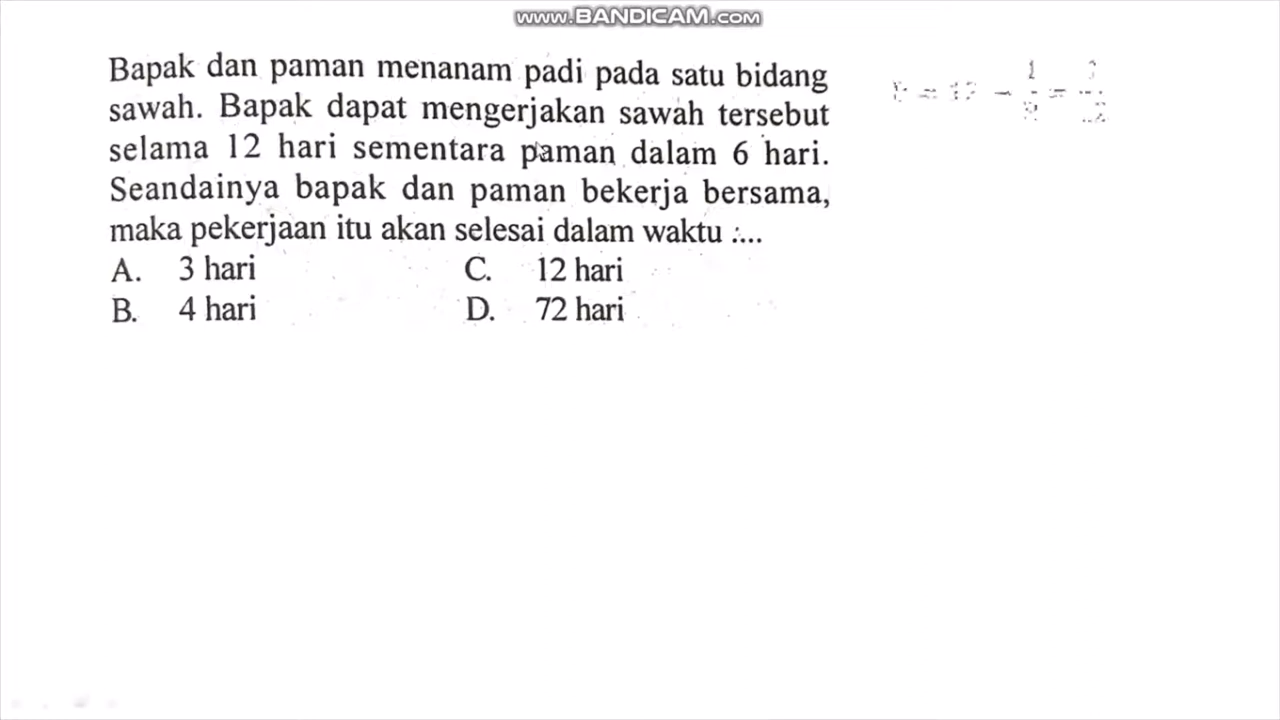 www.BANDICAM.com
Bapak dan paman menanam padi pada satu bidang
sawah. Bapak dapat mengerjakan sawah tersebut
selama 12 hari sementara paman dalam 6 hari.
Seandainya bapak dan paman bekerja bersama,
maka pekerjaan itu akan selesai dalam waktu ....
A. 3 hari C. 12 hari
B. 4 hari D. 72 hari